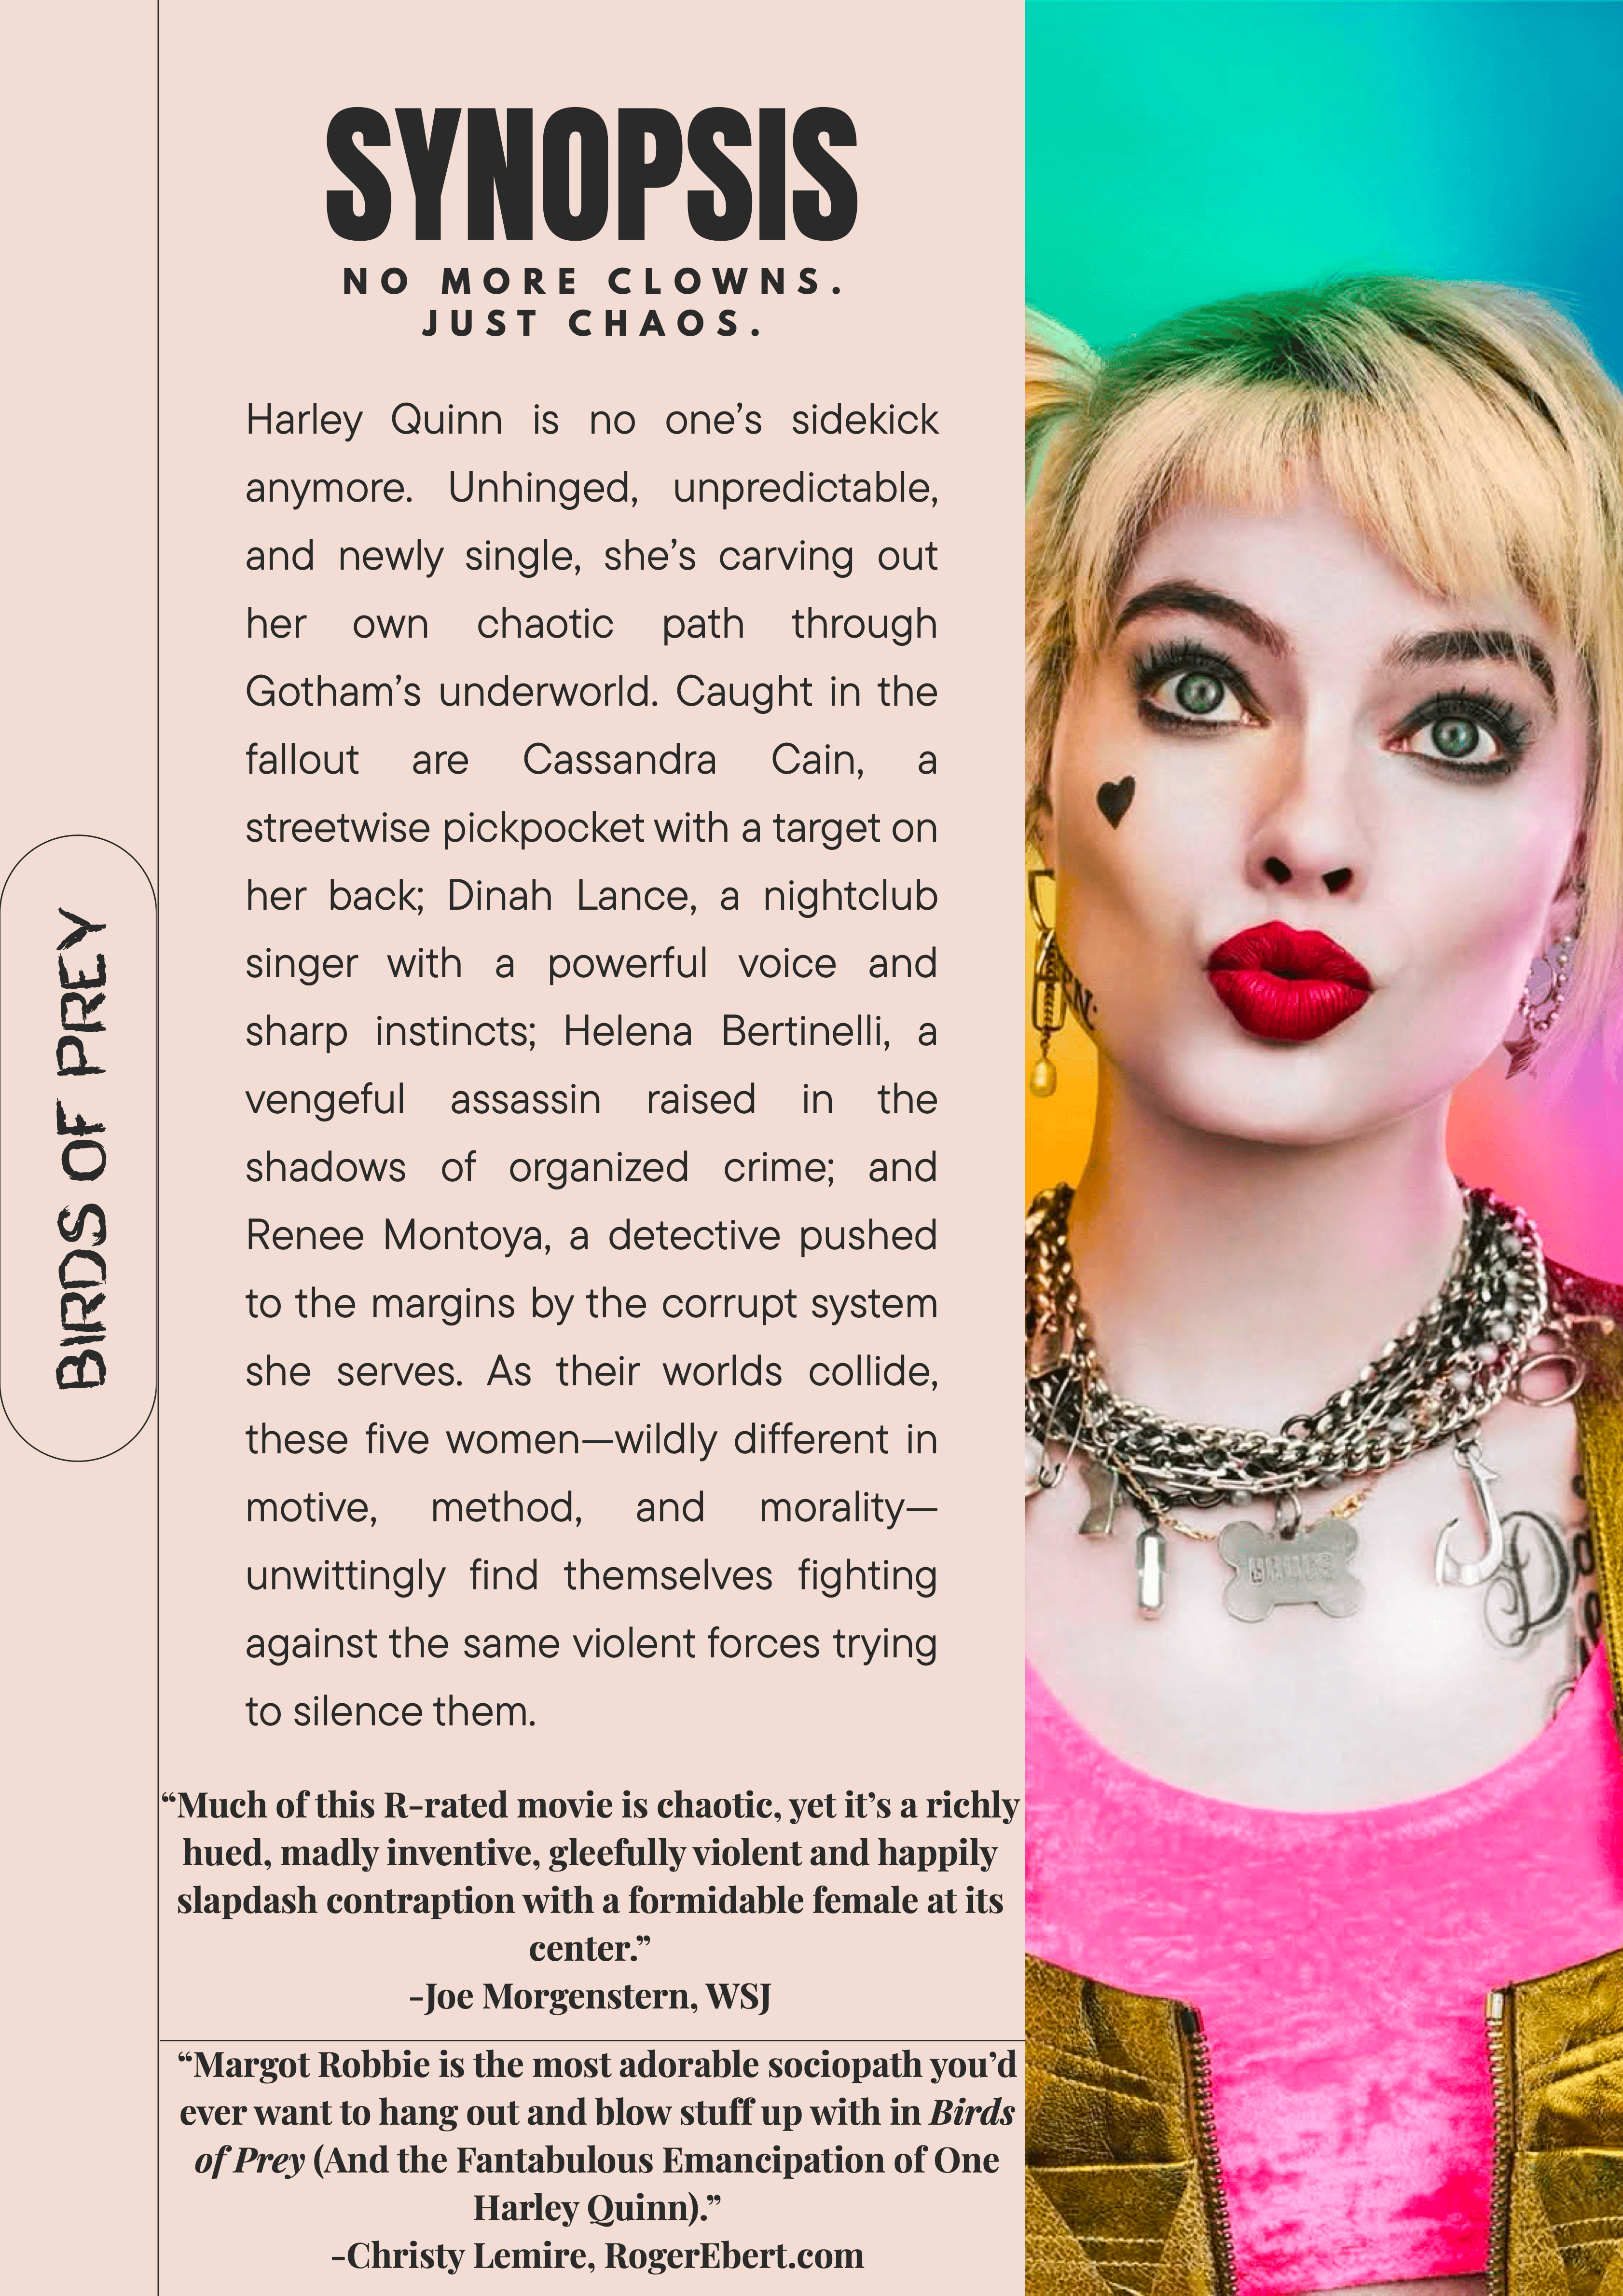 SYNOPSIS
NO MORE CLOWNS.
JUST CHAOS.
Harley Quinn is no one’s sidekick
anymore. Unhinged, unpredictable,
and newly single, she’s carving out
her own chaotic path through
Gotham’s underworld. Caught in the
fallout are Cassandra Cain, a
streetwise pickpocket with a target on
her back; Dinah Lance, a nightclub
singer with a powerful voice and
sharp instincts; Helena Bertinelli, a
vengeful assassin raised in the
shadows of organized crime; and
Renee Montoya, a detective pushed
to the margins by the corrupt system
she serves. As their worlds collide,
these five women—wildly different in
motive, method, and morality—
unwittingly find themselves fighting
against the same violent forces trying
to silence them.
BIRDS OF PREY
“Much of this R-rated movie is chaotic, yet it’s a richly
hued, madly inventive, gleefully violent and happily
slapdash contraption with a formidable female at its
center.”
-Joe Morgenstern, WSJ
“Margot Robbie is the most adorable sociopath you’d
ever want to hang out and blow stuff up with in Birds
of Prey (And the Fantabulous Emancipation of One
Harley Quinn).”
-Christy Lemire, RogerEbert.com